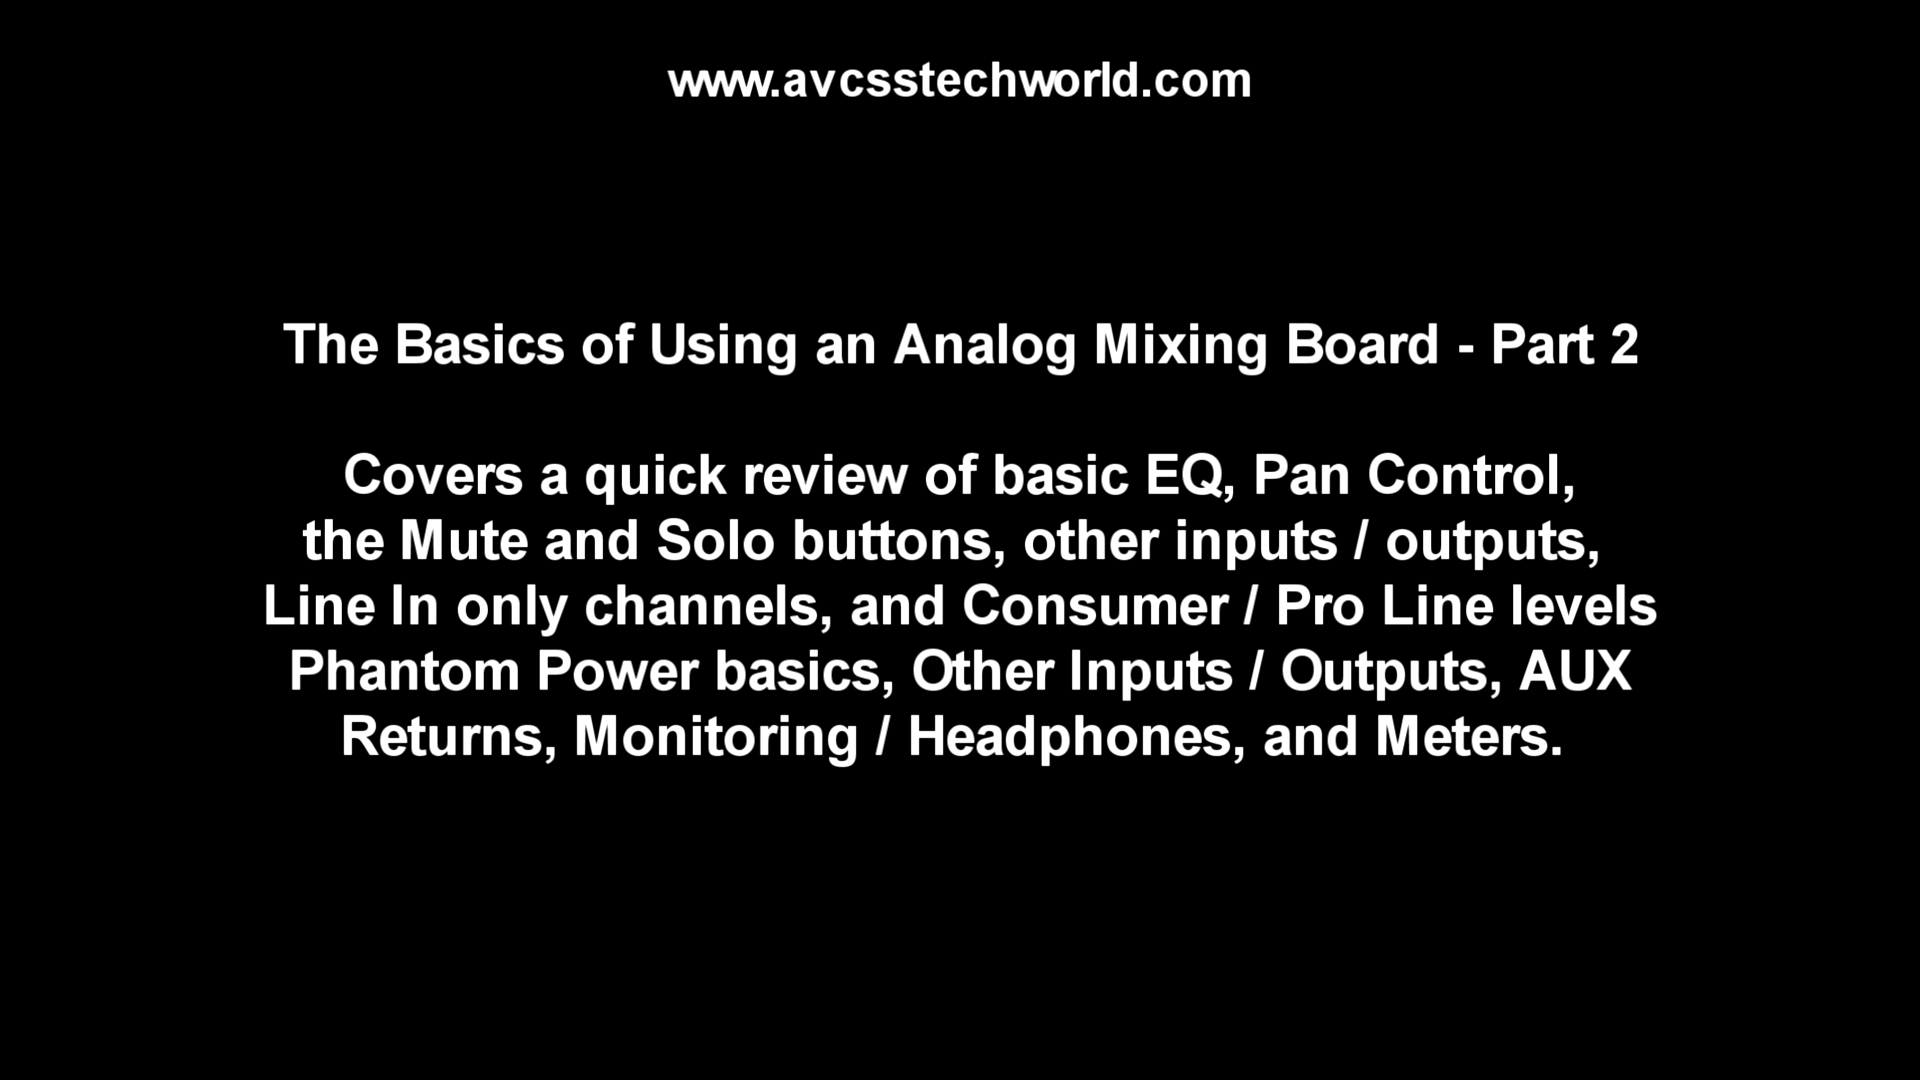 www.avcsstechworld.com
The Basics of Using an Analog Mixing Board - Part 2
Covers a quick review of basic EQ, Pan Control,
the Mute and Solo buttons, other inputs / outputs,
Line In only channels, and Consumer / Pro Line levels
Phantom Power basics, Other Inputs / Outputs, AUX
Returns, Monitoring / Headphones, and Meters.